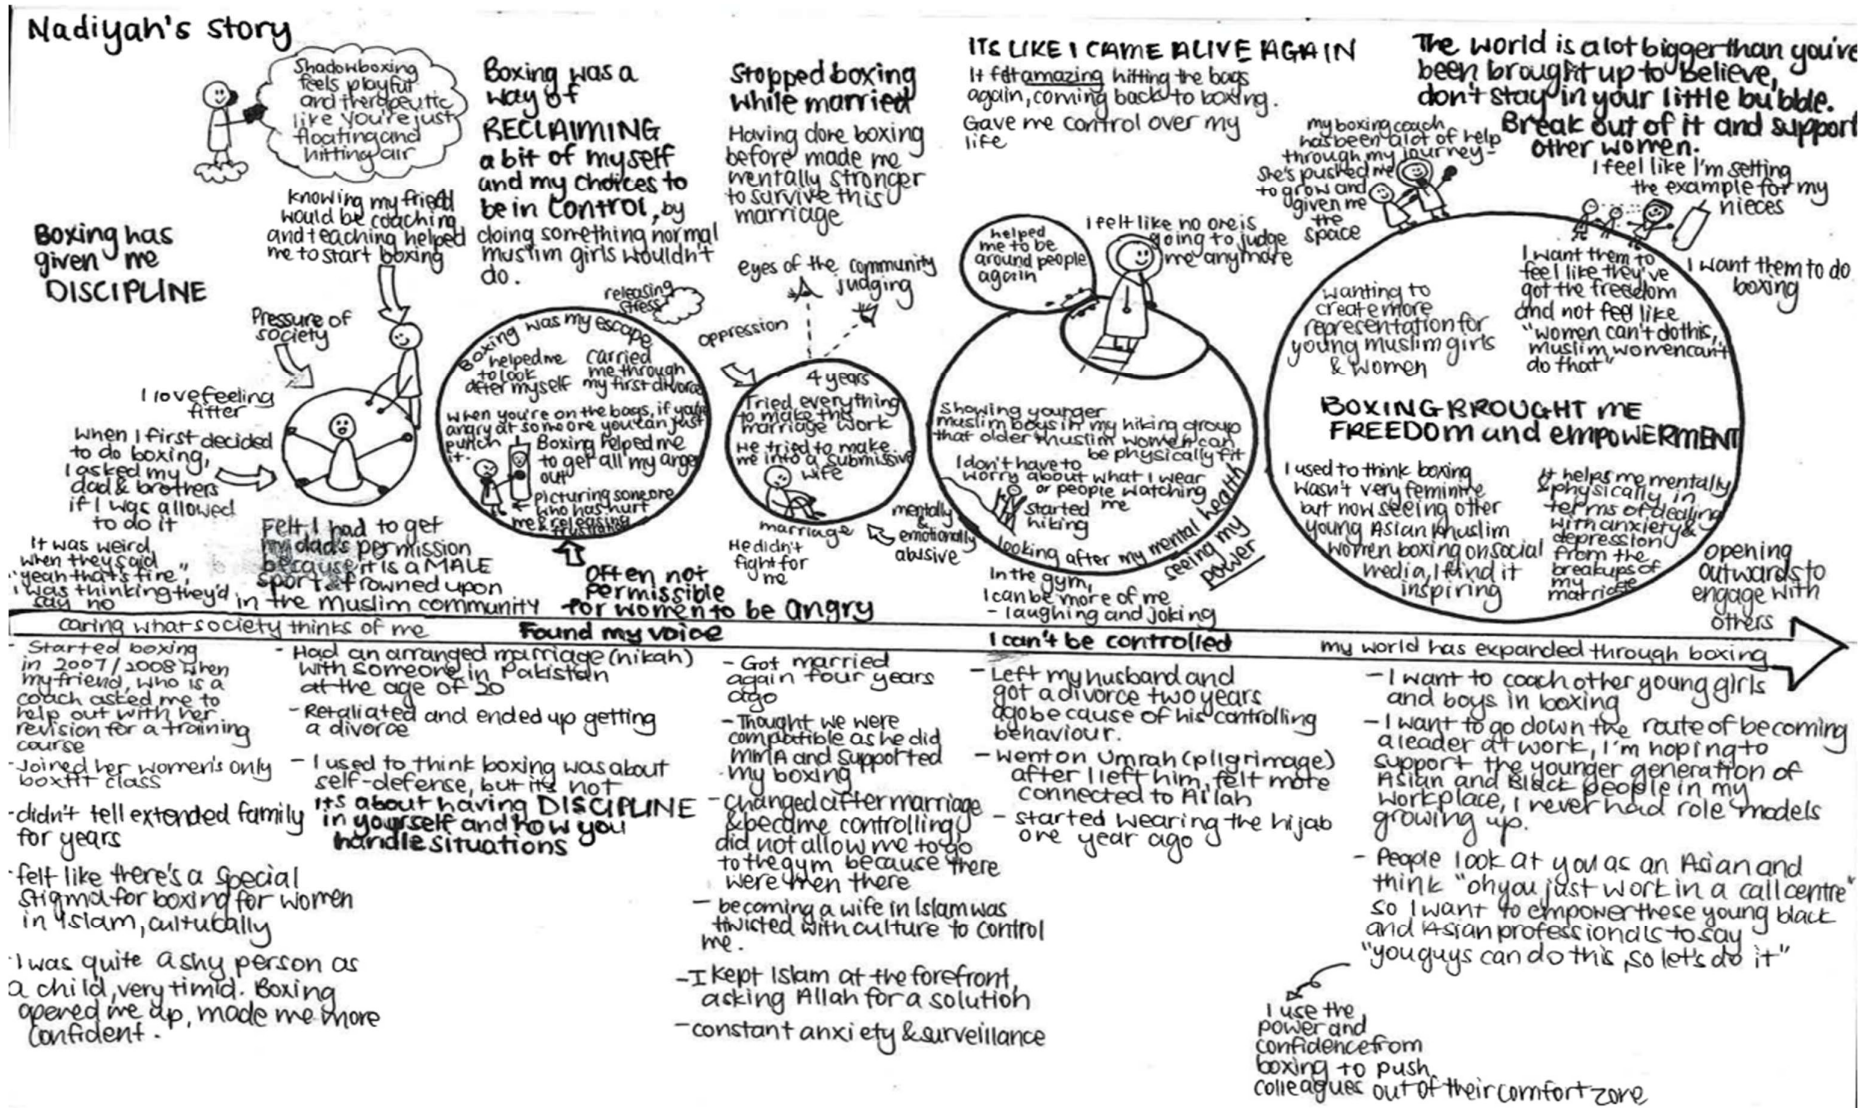 Nadiyah's story
Shadowboxing
feels playful
and therapeutic
like you're just
floating and
hitting air
Knowing my friend
would be coaching
and teaching helped
me to start boxing
Boxing has
given me
DISCIPLINE
Pressure of
society
I love feeling
fitter
When I first decided
to do boxing,
I asked my
dad & brothers
if I was allowed
to do it
It was weird
when they said
"yeah that's fine",
I was thinking they'd
say no
Felt I had to get
my dad's permission
because it is a MALE
sport & frowned upon
in the muslim community
Boxing was a
way of
RECLAIMING
a bit of myself
and my choices to
be in control, by
doing something normal
muslim girls wouldn't
do.
releasing
stress
Boxing was my escape
helped me
to look
after myself
carried
me through
my first divorce
when you're on the bags, if you're
angry at someone you can just
punch
it.
Boxing helped me
to get all my anger
out
picturing someone
who has hurt
me & releasing
frustrations
Often not
permissible
for women to be angry
Stopped boxing
while married
Having done boxing
before made me
mentally stronger
to survive this
marriage
eyes of the community
judging
oppression
4 years
Tried everything
to make this
marriage work
He tried to make
me into a submissive
wife
marriage
He didn't
fight for
me
mentally
&
emotionally
abusive
ITS LIKE I CAME ALIVE AGAIN
It felt amazing hitting the bags
again, coming back to boxing.
Gave me control over my
life
helped
me to be
around people
again
I felt like no one is
going to judge
me anymore
Showing younger
muslim boys in my hiking group
that older muslim women can
be physically fit
I don't have to
worry about what I wear
or people watching
me
started
hiking
looking after my mental health
seeing my
power
In the gym,
I can be more of me
- laughing and joking
my boxing coach
has been a lot of help
through my journey -
She's pushed me
to grow and
given me
the
space
The world is a lot bigger than you've
been brought up to believe,
don't stay in your little bubble.
Break out of it and support
other women.
I feel like I'm setting
the example for my
nieces
I want them to do
boxing
wanting to
create more
representation for
young muslim girls
& women
I want them to
feel like they've
got the freedom
and not feel like
"women can't do this,
muslim women can't
do that"
BOXING BROUGHT ME
FREEDOM and EMPOWERMENT
I used to think boxing
wasn't very feminine
but now seeing other
young Asian Muslim
women boxing on social
media, I find it
inspiring
It helps me mentally
& physically in
terms of dealing
with anxiety &
depression
from the
breakups of
my
marriage
opening
outwards to
engage with
others
caring what society thinks of me
Found my voice
I can't be controlled
my world has expanded through boxing
- Started boxing
in 2007/2008 when
my friend, who is a
coach asked me to
help out with her
revision for a training
course
- Joined her women's only
boxfit class
- didn't tell extended family
for years
- felt like there's a special
stigma for boxing for women
in Islam, culturally
- I was quite a shy person as
a child, very timid. Boxing
opened me up, made me more
confident.
- Had an arranged marriage (nikah)
with someone in Pakistan
at the age of 20
- Retaliated and ended up getting
a divorce
- I used to think boxing was about
self-defense, but it's not
its about having DISCIPLINE
in yourself and how you
handle situations
- Got married
again four years
ago
- Thought we were
compatible as he did
MMA and supported
my boxing
- Changed after marriage
& became controlling
did not allow me to go
to the gym because there
were men there
- becoming a wife in Islam was
twisted with culture to control
me.
- I kept Islam at the forefront,
asking Allah for a solution
- constant anxiety & surveillance
- Left my husband and
got a divorce two years
ago because of his controlling
behaviour.
- went on Umrah (pilgrimage)
after I left him, felt more
connected to Allah
- started wearing the hijab
one year ago
- I want to coach other young girls
and boys in boxing
- I want to go down the route of becoming
a leader at work, I'm hoping to
support the younger generation of
Asian and Black people in my
workplace, I never had role models
growing up.
- People look at you as an Asian and
think "oh you just work in a call centre"
so I want to empower these young black
and Asian professionals to say
"you guys can do this, so let's do it"
I use the
power and
confidence from
boxing to push
colleagues out of their comfort zone